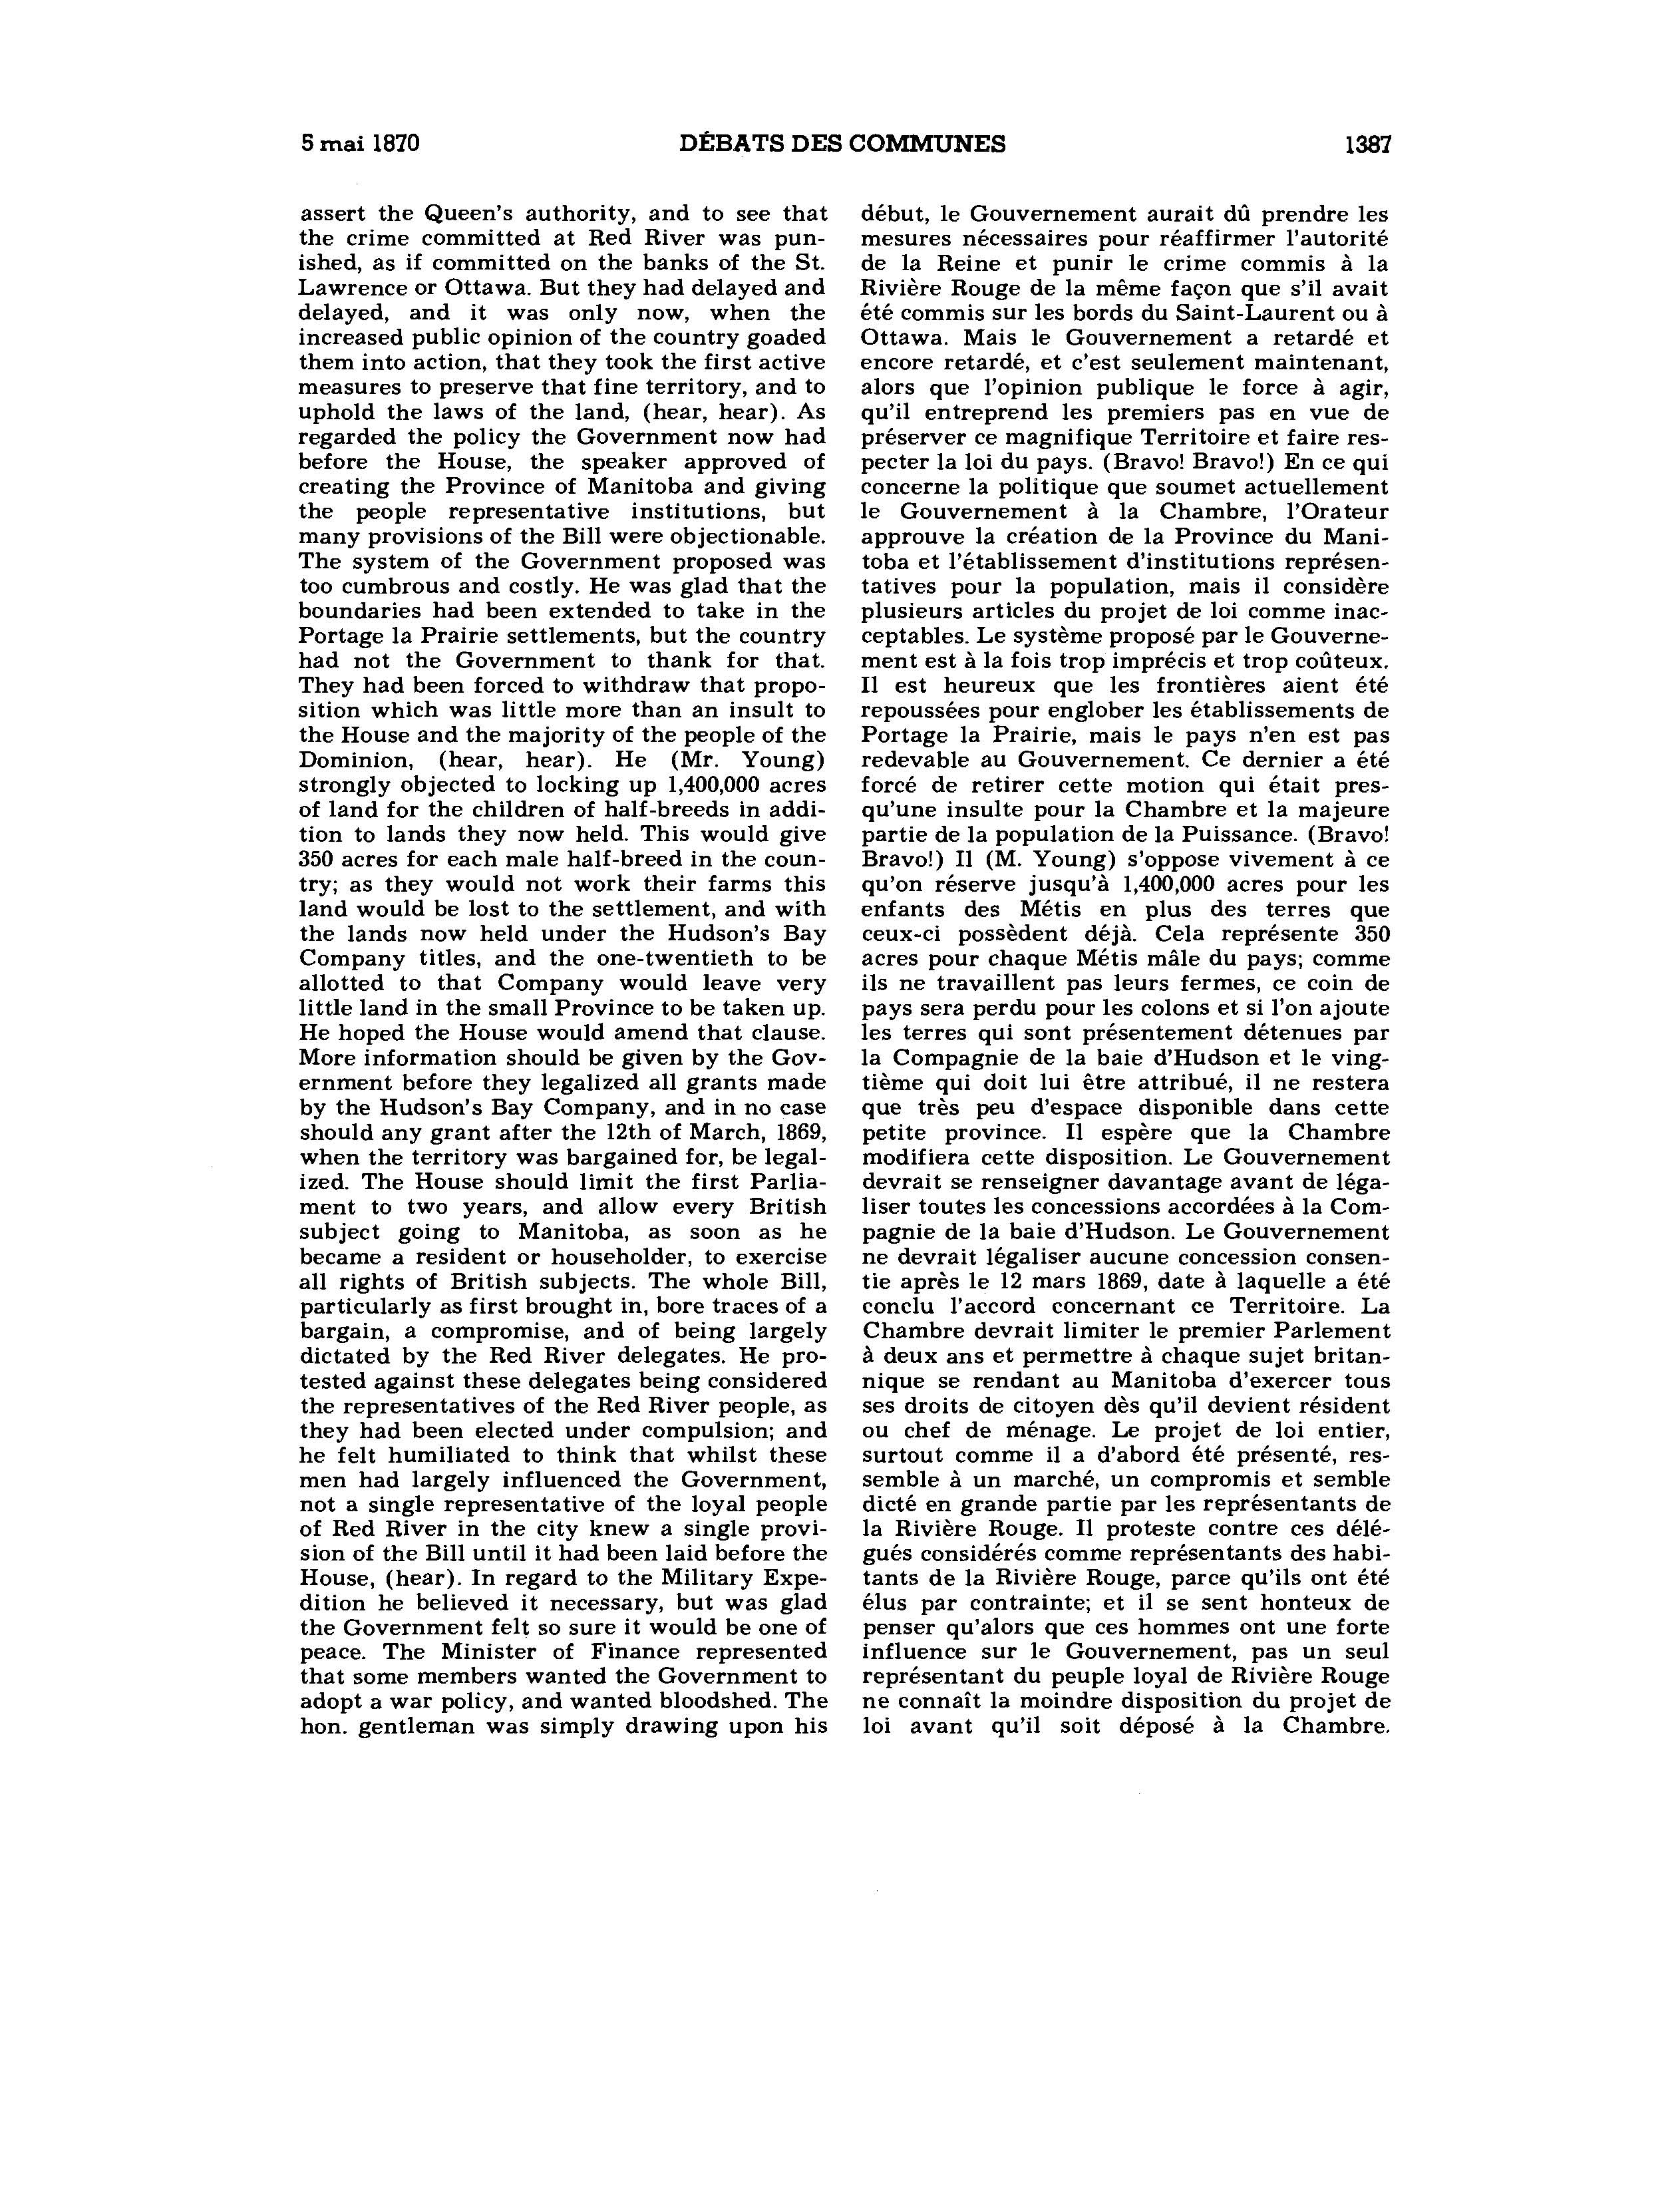 5 mai 1870
DÉBATS DES COMMUNES
1387
assert the Queen's authority, and to see that
the crime committed at Red River was pun-
ished, as if committed on the banks of the St.
Lawrence or Ottawa. But they had delayed and
delayed, and it was only now, when the
increased public opinion of the country goaded
them into action, that they took the first active
measures to preserve that fine territory, and to
uphold the laws of the land, (hear, hear). As
regarded the policy the Government now had
before the House, the speaker approved of
creating the Province of Manitoba and giving
the people representative institutions, but
many provisions of the Bill were objectionable.
The system of the Government proposed was
too cumbrous and costly. He was glad that the
boundaries had been extended to take in the
Portage la Prairie settlements, but the country
had not the Government to thank for that.
They had been forced to withdraw that propo-
sition which was little more than an insult to
the House and the majority of the people of the
Dominion, (hear, hear). He (Mr. Young)
strongly objected to locking up 1,400,000 acres
of land for the children of half-breeds in addi-
tion to lands they now held. This would give
350 acres for each male half-breed in the coun-
try; as they would not work their farms this
land would be lost to the settlement, and with
the lands now held under the Hudson's Bay
Company titles, and the one-twentieth to be
allotted to that Company would leave very
little land in the small Province to be taken up.
He hoped the House would amend that clause.
More information should be given by the Gov-
ernment before they legalized all grants made
by the Hudson's Bay Company, and in no case
should any grant after the 12th of March, 1869,
when the territory was bargained for, be legal-
ized. The House should limit the first Parlia-
ment to two years, and allow every British
subject going to Manitoba, as soon as he
became a resident or householder, to exercise
all rights of British subjects. The whole Bill,
particularly as first brought in, bore traces of a
bargain, a compromise, and of being largely
dictated by the Red River delegates. He pro-
tested against these delegates being considered
the representatives of the Red River people, as
they had been elected under compulsion; and
he felt humiliated to think that whilst these
men had largely influenced the Government,
not a single representative of the loyal people
of Red River in the city knew a single provi-
sion of the Bill until it had been laid before the
House, (hear). In regard to the Military Expe-
dition he believed it necessary, but was glad
the Government felt so sure it would be one of
peace. The Minister of Finance represented
that some members wanted the Government to
adopt a war policy, and wanted bloodshed. The
hon. gentleman was simply drawing upon his
début, le Gouvernement aurait dû prendre les
mesures nécessaires pour réaffirmer l'autorité
de la Reine et punir le crime commis à la
Rivière Rouge de la même façon que s'il avait
été commis sur les bords du Saint-Laurent ou à
Ottawa. Mais le Gouvernement a retardé et
encore retardé, et c'est seulement maintenant,
alors que l'opinion publique le force à agir,
qu'il entreprend les premiers pas en vue de
préserver ce magnifique Territoire et faire res-
pecter la loi du pays. (Bravo! Bravo!) En ce qui
concerne la politique que soumet actuellement
le Gouvernement à la Chambre, l'Orateur
approuve la création de la Province du Mani-
toba et l'établissement d'institutions représen-
tatives pour la population, mais il considère
plusieurs articles du projet de loi comme inac-
ceptables. Le système proposé par le Gouverne-
ment est à la fois trop imprécis et trop coûteux.
Il est heureux que les frontières aient été
repoussées pour englober les établissements de
Portage la Prairie, mais le pays n'en est pas
redevable au Gouvernement. Ce dernier a été
forcé de retirer cette motion qui était pres-
qu'une insulte pour la Chambre et la majeure
partie de la population de la Puissance. (Bravo!
Bravo!) Il (M. Young) s'oppose vivement à ce
qu'on réserve jusqu'à 1,400,000 acres pour les
enfants des Métis en plus des terres que
ceux-ci possèdent déjà. Cela représente 350
acres pour chaque Métis mâle du pays; comme
ils ne travaillent pas leurs fermes, ce coin de
pays sera perdu pour les colons et si l'on ajoute
les terres qui sont présentement détenues par
la Compagnie de la baie d'Hudson et le ving-
tième qui doit lui être attribué, il ne restera
que très peu d'espace disponible dans cette
petite province. Il espère que la Chambre
modifiera cette disposition. Le Gouvernement
devrait se renseigner davantage avant de léga-
liser toutes les concessions accordées à la Com-
pagnie de la baie d'Hudson. Le Gouvernement
ne devrait légaliser aucune concession consen-
tie après le 12 mars 1869, date à laquelle a été
conclu l'accord concernant ce Territoire. La
Chambre devrait limiter le premier Parlement
à deux ans et permettre à chaque sujet britan-
nique se rendant au Manitoba d'exercer tous
ses droits de citoyen dès qu'il devient résident
ou chef de ménage. Le projet de loi entier,
surtout comme il a d'abord été présenté, res-
semble à un marché, un compromis et semble
dicté en grande partie par les représentants de
la Rivière Rouge. Il proteste contre ces délé-
gués considérés comme représentants des habi-
tants de la Rivière Rouge, parce qu'ils ont été
élus par contrainte; et il se sent honteux de
penser qu'alors que ces hommes ont une forte
influence sur le Gouvernement, pas un seul
représentant du peuple loyal de Rivière Rouge
ne connaît la moindre disposition du projet de
loi avant qu'il soit déposé à la Chambre.